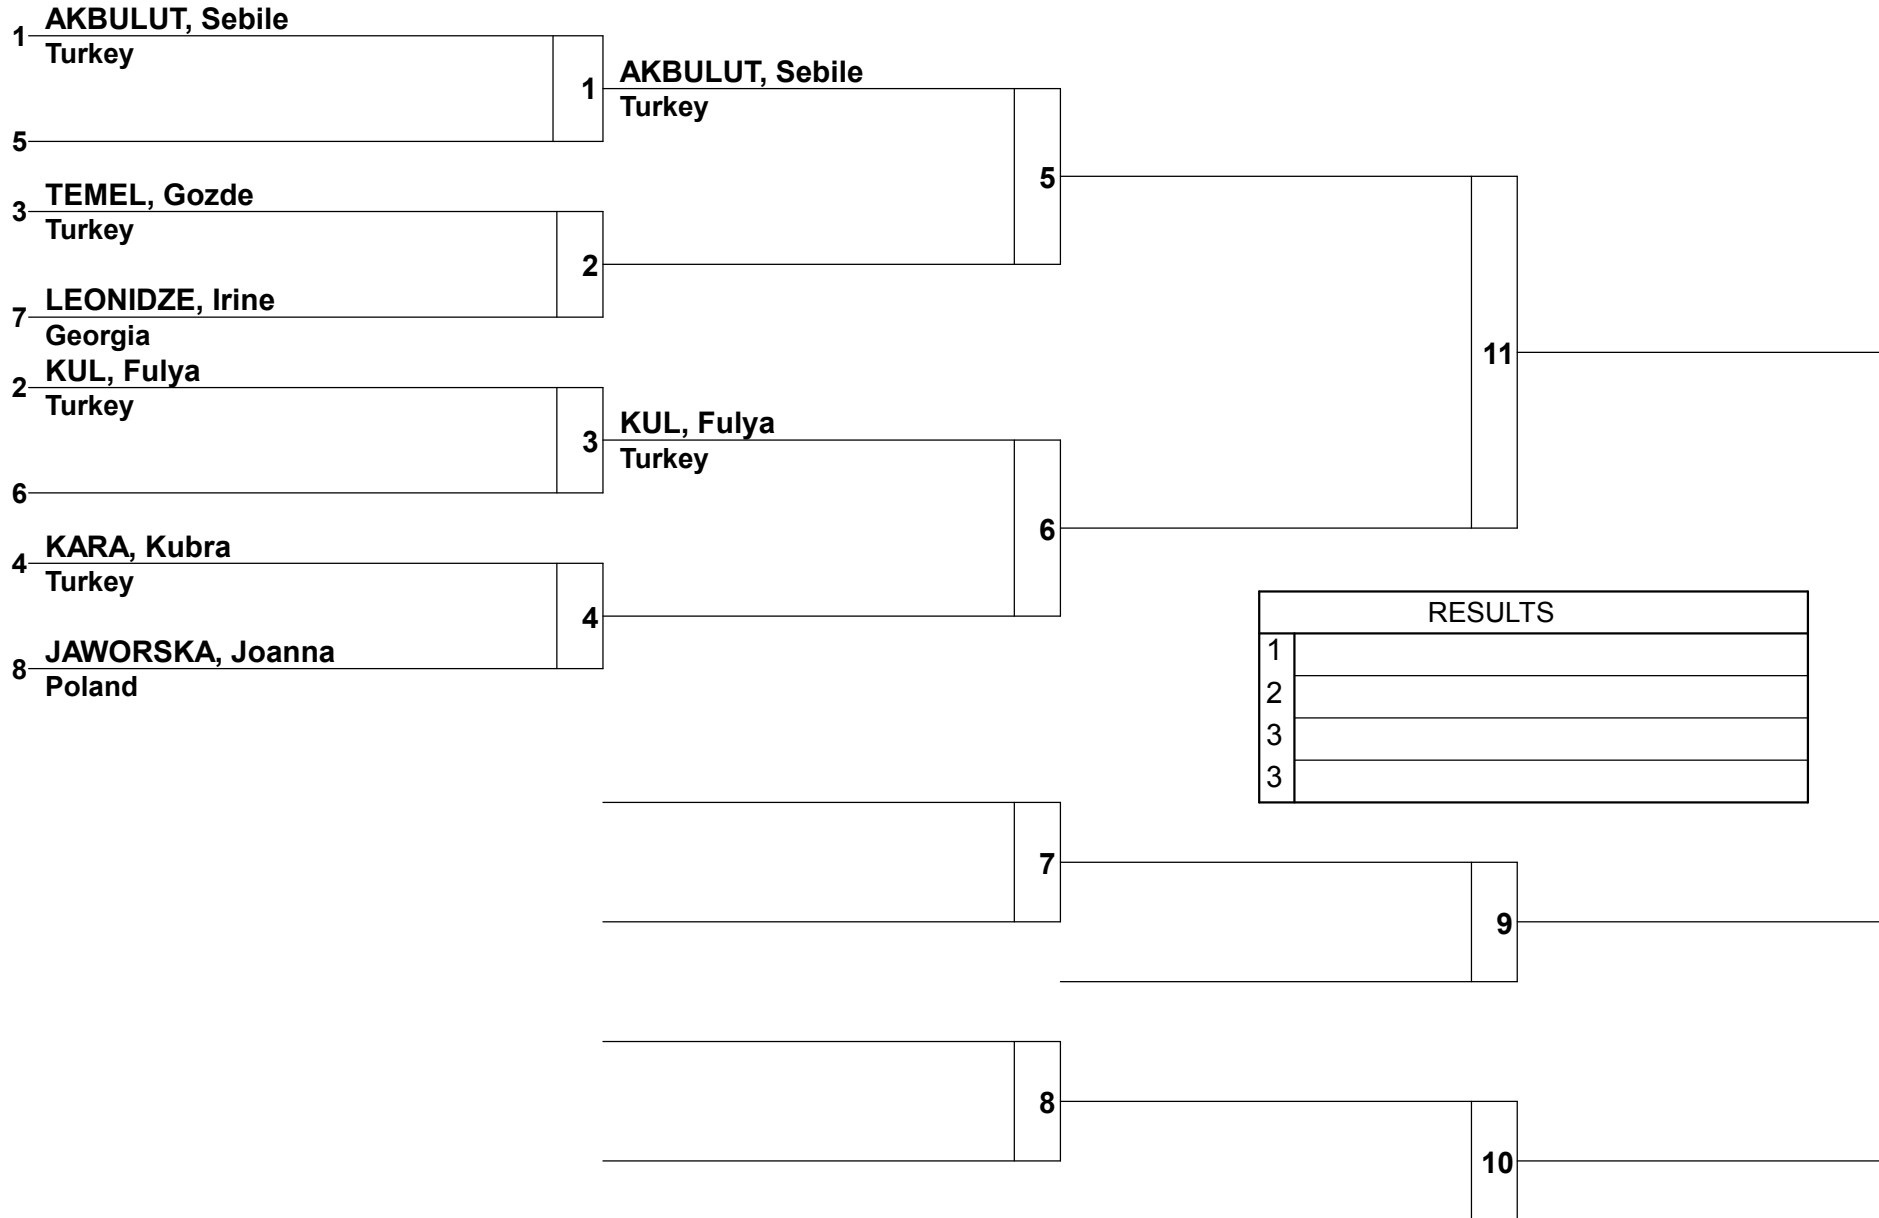 1 AKBULUT, Sebile
Turkey
1
5
AKBULUT, Sebile
Turkey
3 TEMEL, Gozde
Turkey
2
5
7 LEONIDZE, Irine
Georgia
2 KUL, Fulya
Turkey
3
6
KUL, Fulya
Turkey
11
4 KARA, Kubra
Turkey
4
6
8 JAWORSKA, Joanna
Poland
RESULTS
1
2
3
3
7
9
8
10